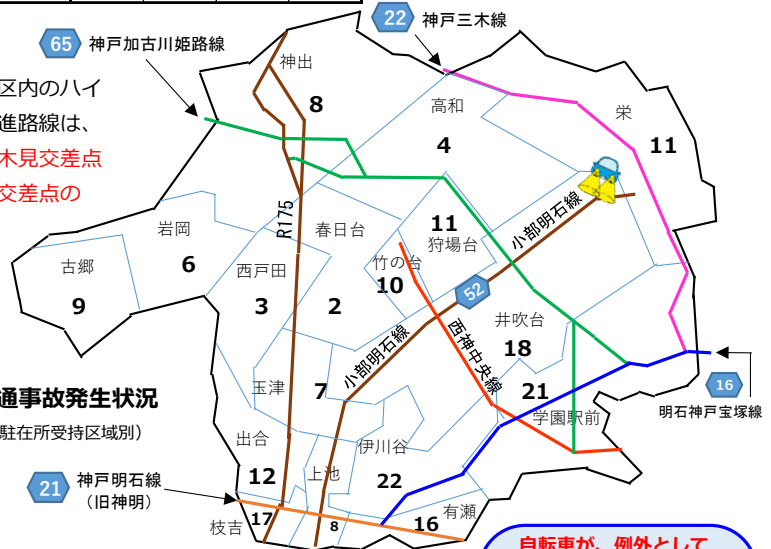 22
神戸三木線
65
神戸加古川姫路線
神出
8
高和
4
栄
11
区内のハイ
進路線は、
木見交差点
交差点の
R175
岩岡
6
古郷
9
西戸田
3
春日台
2
11
狩場台
竹の台
10
小部明石線
52
井吹台
18
西神中央線
小部明石線
7
21
学園駅前
16
明石神戸宝塚線
玉津
通事故発生状況
駐在所受持区域別）
出合
12
上池
伊川谷
22
21
神戸明石線
（旧神明）
枝吉
17
8
16
有瀬
自転車が、例外として